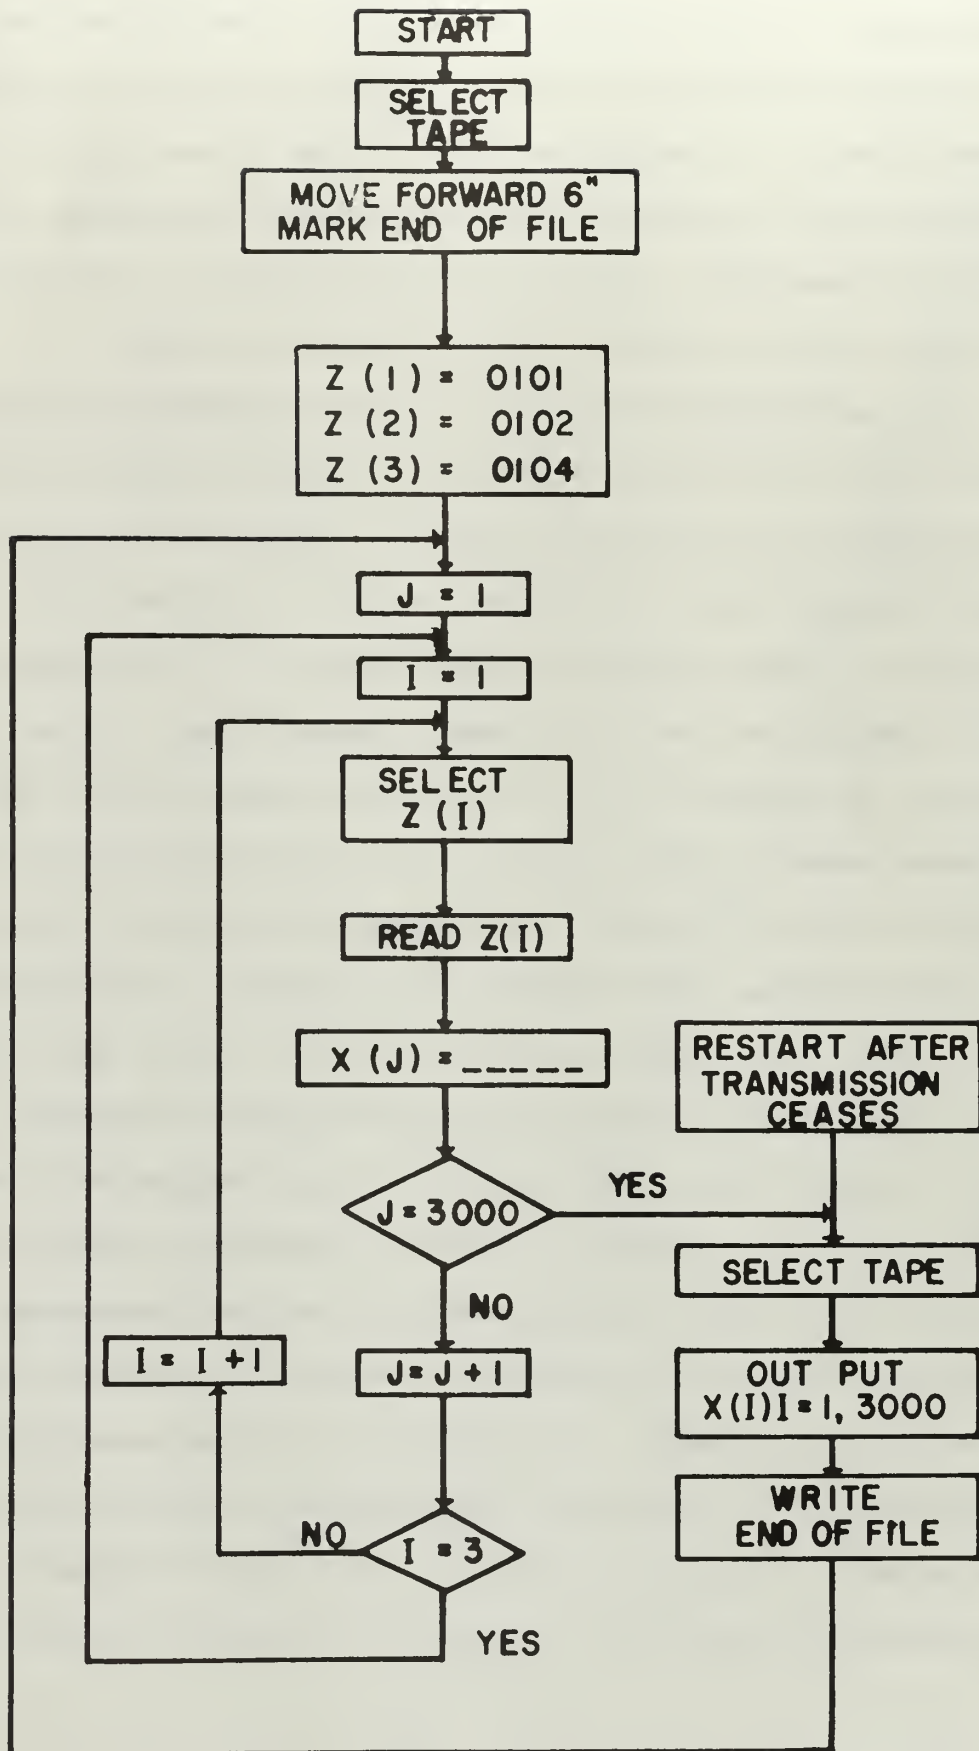 START
SELECT
TAPE
MOVE FORWARD 6"
MARK END OF FILE
Z (1) = 0101
Z (2) = 0102
Z (3) = 0104
J = 1
I = 1
SELECT
Z (I)
READ Z(I)
X (J) = _ _ _ _ _
RESTART AFTER
TRANSMISSION
CEASES
J = 3000
YES
SELECT TAPE
NO
I = I + 1
J = J + 1
OUT PUT
X(I) I = 1, 3000
WRITE
END OF FILE
NO
I = 3
YES